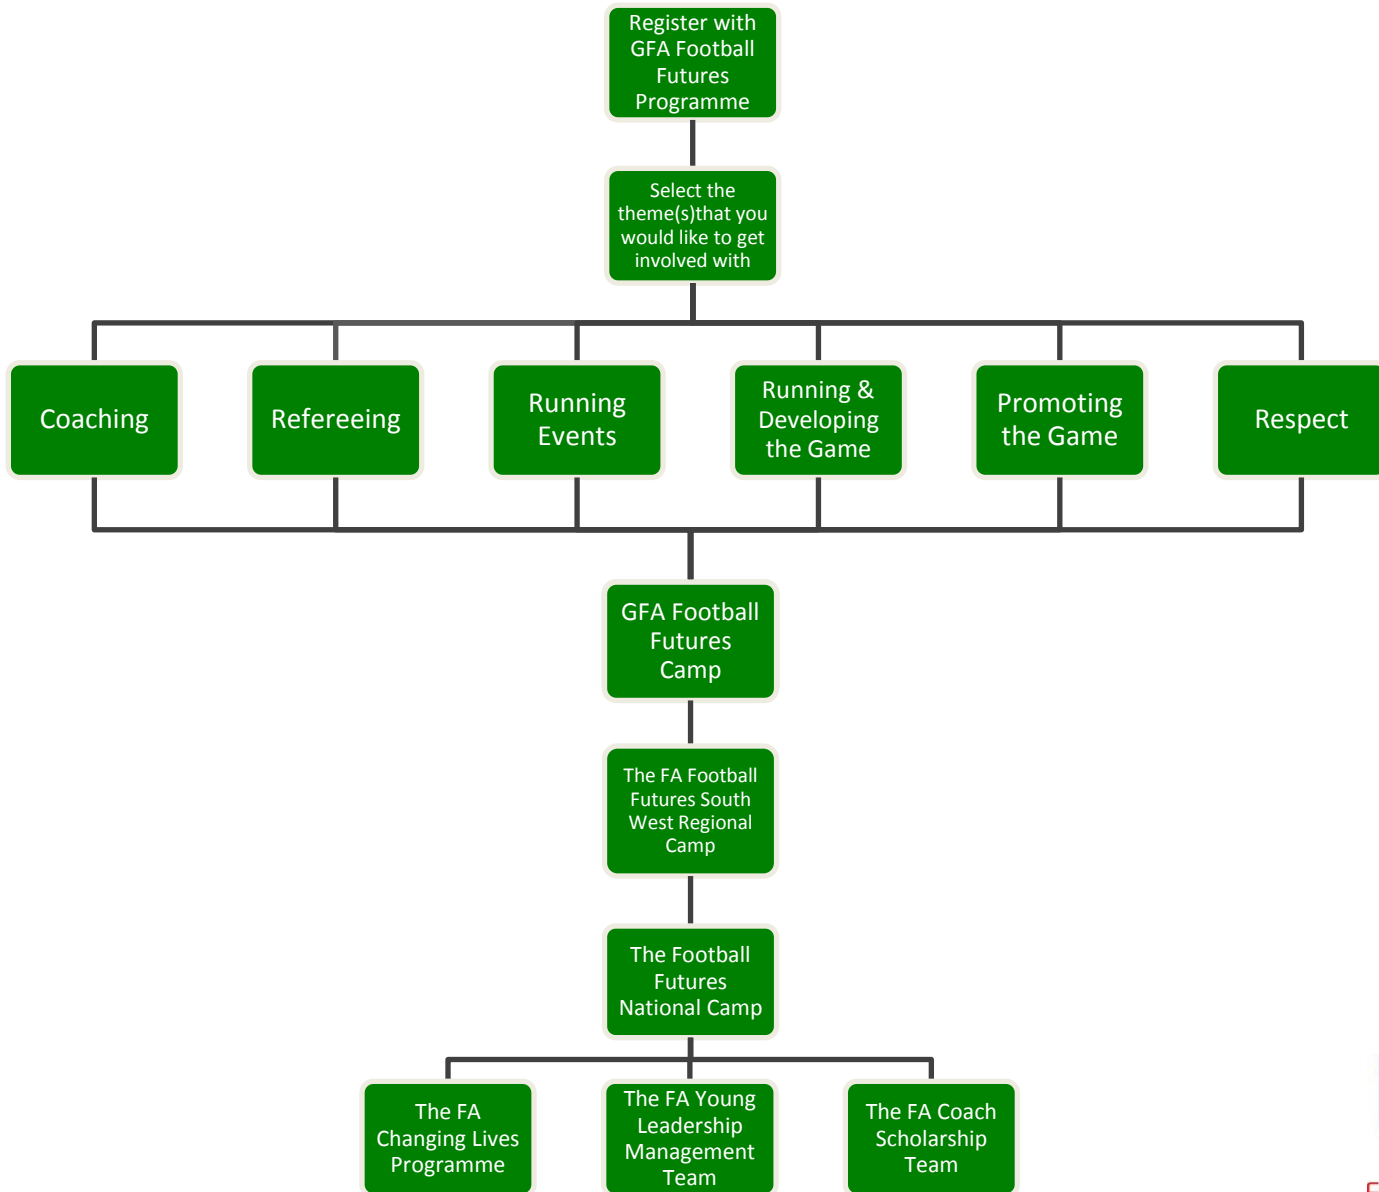 Register with
GFA Football
Futures
Programme
Select the
theme(s)that you
would like to get
involved with
Coaching
Refereeing
Running
Events
Running &
Developing
the Game
Promoting
the Game
Respect
GFA Football
Futures
Camp
The FA Football
Futures South
West Regional
Camp
The Football
Futures
National Camp
The FA
Changing Lives
Programme
The FA Young
Leadership
Management
Team
The FA Coach
Scholarship
Team